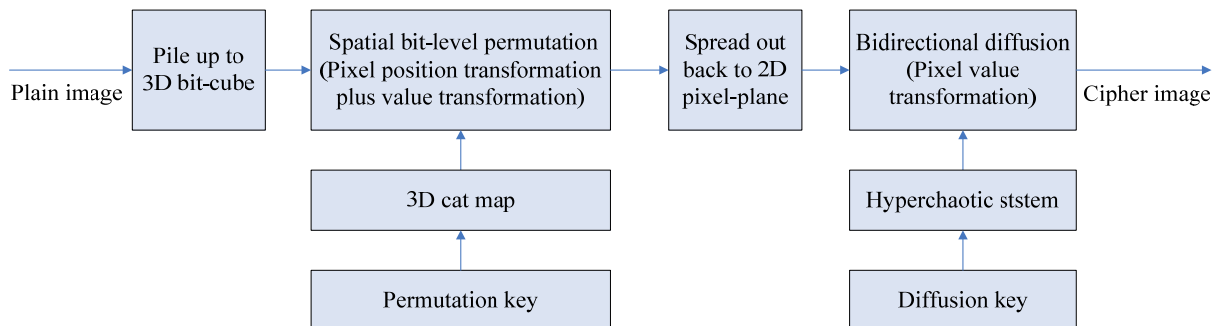 Plain image
Pile up to
3D bit-cube
Spatial bit-level permutation
(Pixel position transformation
plus value transformation)
Spread out
back to 2D
pixel-plane
Bidirectional diffusion
(Pixel value
transformation)
Cipher image
3D cat map
Hyperchaotic ststem
Permutation key
Diffusion key